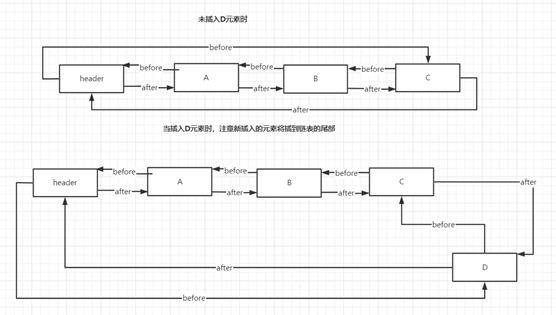 未插入D元素时
before
before
before
before
header
A
B
C
after
after
after
after
当插入D元素时，注意新插入的元素将插到链表的尾部
before
before
before
header
A
B
C
after
after
after
after
before
D
after
before